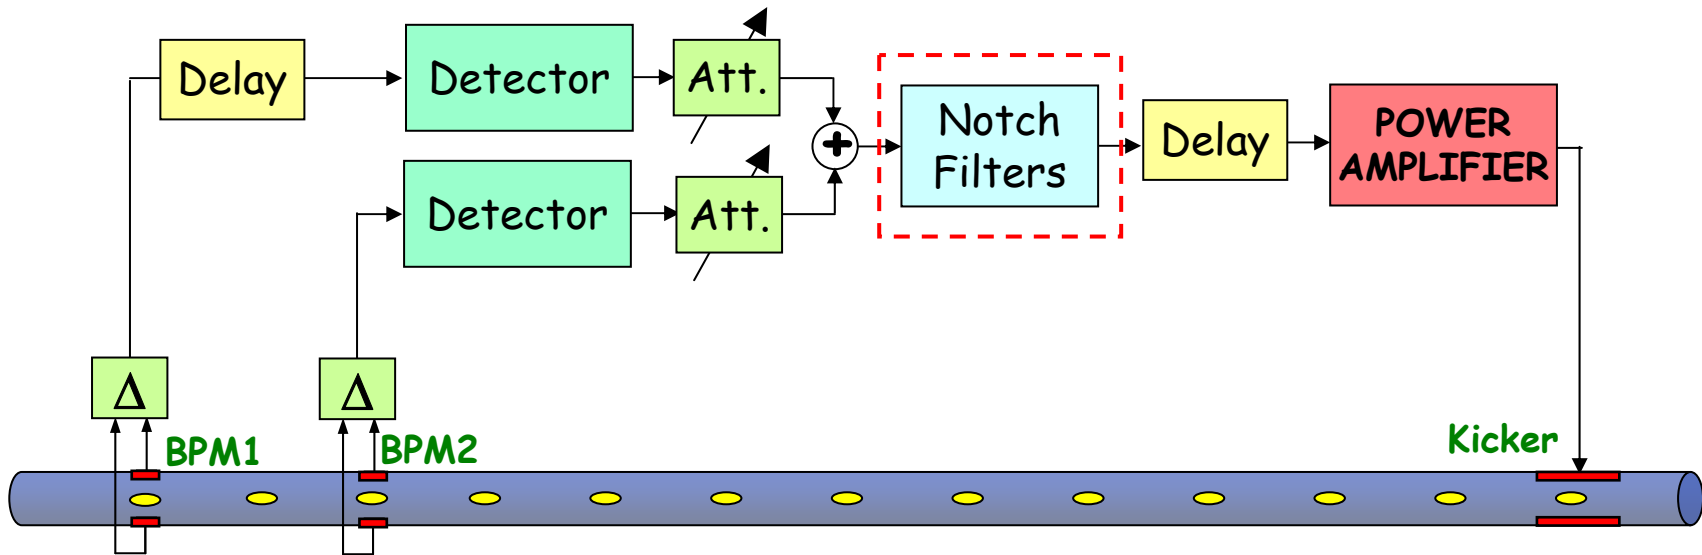 Delay
Detector
Att.
Detector
Att.
+
Notch
Filters
Delay
POWER
AMPLIFIER
Δ
Δ
BPM1
BPM2
Kicker